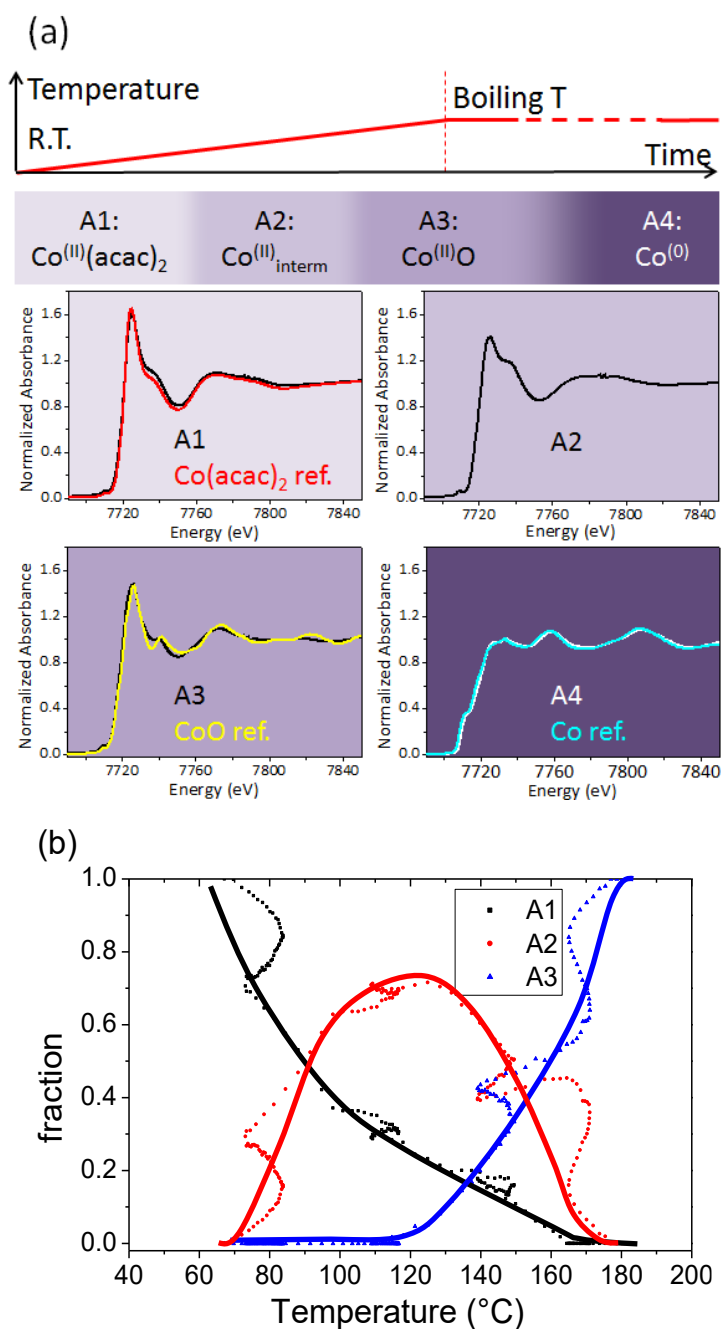 (a)
Temperature
Boiling T
R.T.
Time
A1: A2: A3: A4:
Co(II)(acac)2 Co(II)interm Co(II)O Co(0)
Normalized Absorbance
1.6
1.2
0.8
0.4
0.0
A1
Co(acac)2 ref.
7720 7760 7800 7840
Energy (eV)
Normalized Absorbance
1.6
1.2
0.8
0.4
0.0
A2
7720 7760 7800 7840
Energy (eV)
Normalized Absorbance
1.6
1.2
0.8
0.4
0.0
A3
CoO ref.
7720 7760 7800 7840
Energy (eV)
Normalized Absorbance
1.6
1.2
0.8
0.4
0.0
A4
Co ref.
7720 7760 7800 7840
Energy (eV)
(b)
fraction
1.0
0.8
0.6
0.4
0.2
0.0
A1
A2
A3
40 60 80 100 120 140 160 180 200
Temperature (°C)